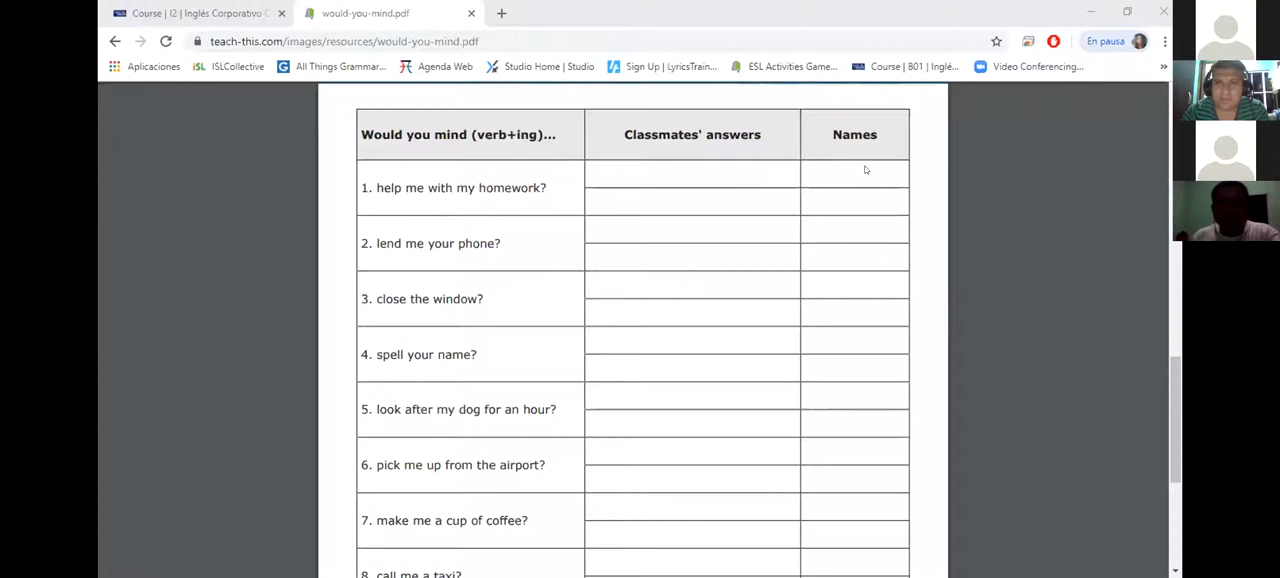 Course | I2 | Inglés Corporativo C
would-you-mind.pdf
teach-this.com/images/resources/would-you-mind.pdf
En pausa
Aplicaciones
iSL ISLCollective
All Things Grammar...
Agenda Web
Studio Home | Studio
Sign Up | LyricsTrain...
ESL Activities Game...
Course | B01 | Inglé...
Video Conferencing...
»
Would you mind (verb+ing)...
Classmates' answers
Names
1. help me with my homework?
2. lend me your phone?
3. close the window?
4. spell your name?
5. look after my dog for an hour?
6. pick me up from the airport?
7. make me a cup of coffee?
8. call me a taxi?